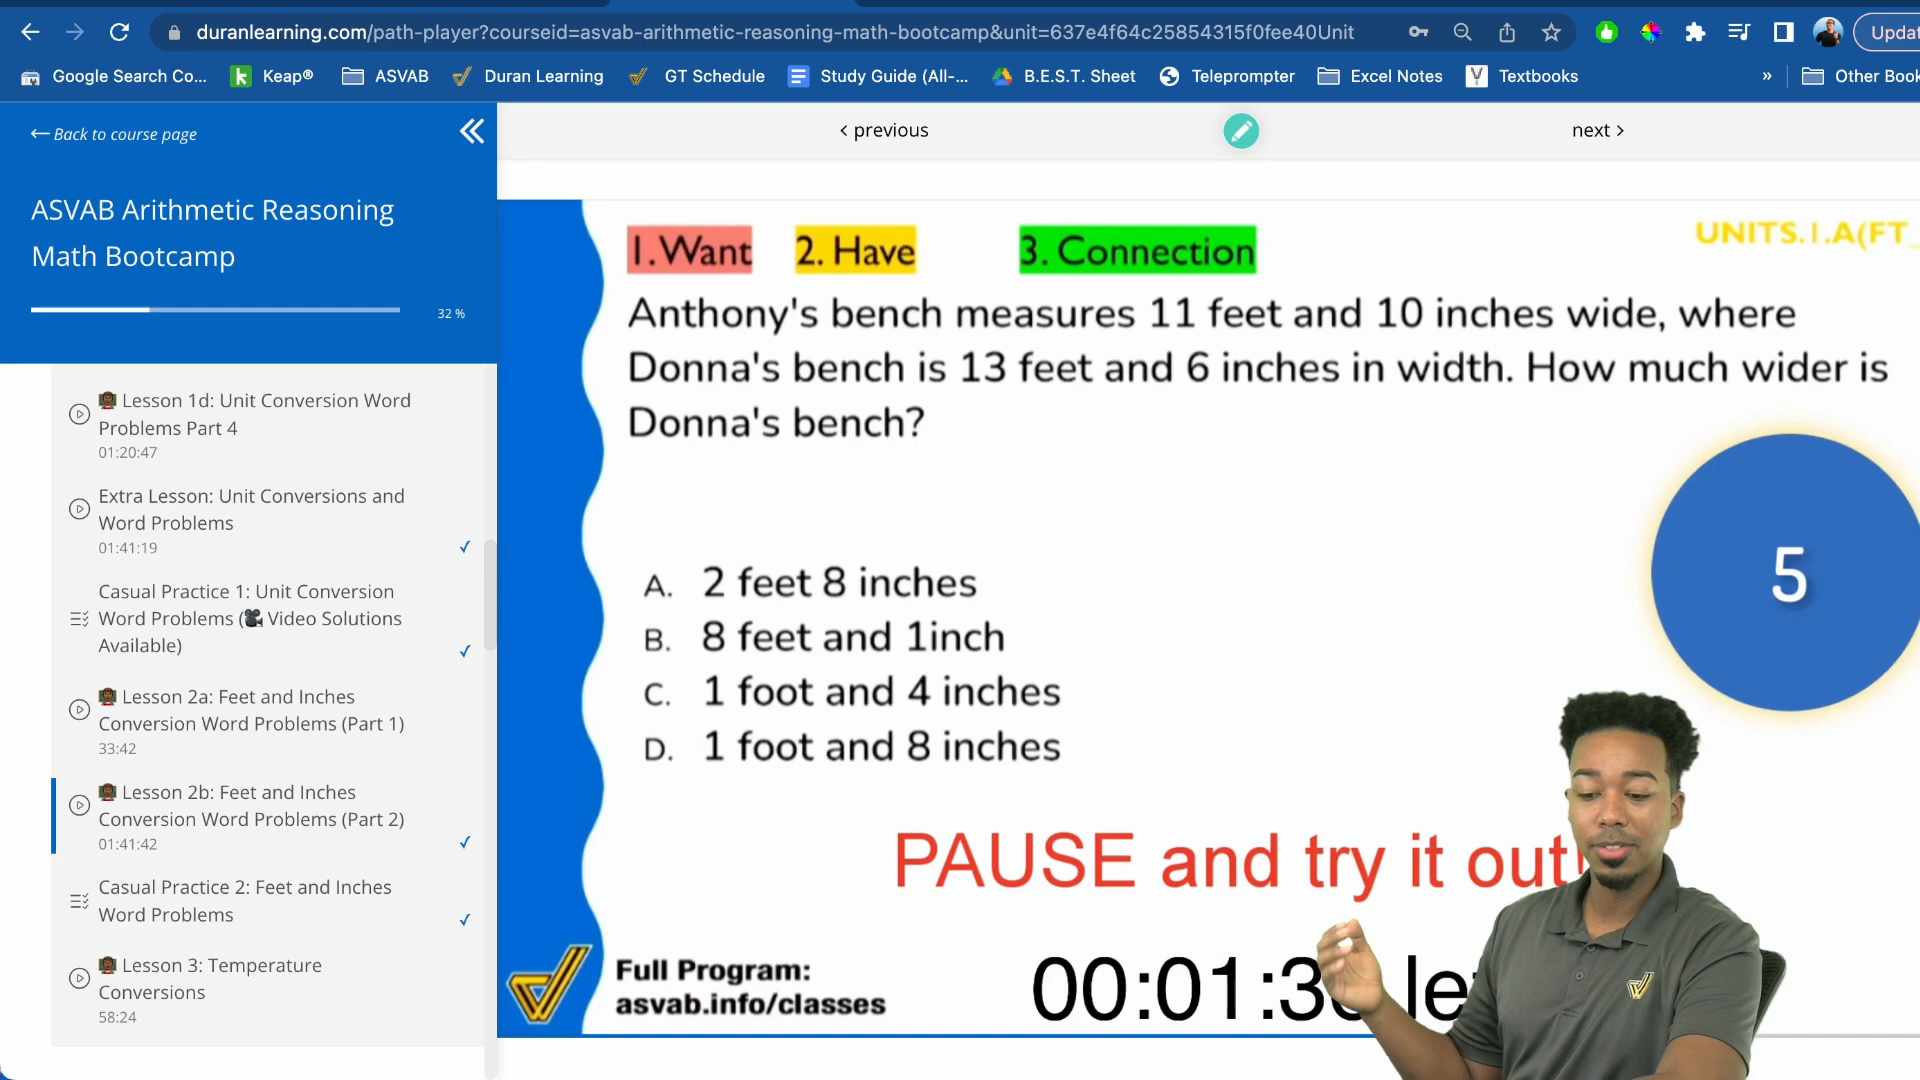 duranlearning.com/path-player?courseid=asvab-arithmetic-reasoning-math-bootcamp&unit=637e4f64c25854315f0fee40Unit
Google Search Co...
Keap®
ASVAB
Duran Learning
GT Schedule
Study Guide (All-...
B.E.S.T. Sheet
Teleprompter
Excel Notes
Textbooks
»
← Back to course page
ASVAB Arithmetic Reasoning
Math Bootcamp
32 %
Lesson 1d: Unit Conversion Word
Problems Part 4
01:20:47
Extra Lesson: Unit Conversions and
Word Problems
01:41:19
Casual Practice 1: Unit Conversion
Word Problems (🎥 Video Solutions
Available)
Lesson 2a: Feet and Inches
Conversion Word Problems (Part 1)
33:42
Lesson 2b: Feet and Inches
Conversion Word Problems (Part 2)
01:41:42
Casual Practice 2: Feet and Inches
Word Problems
Lesson 3: Temperature
Conversions
58:24
< previous
next >
1. Want
2. Have
3. Connection
UNITS.1.A(FT_
Anthony's bench measures 11 feet and 10 inches wide, where
Donna's bench is 13 feet and 6 inches in width. How much wider is
Donna's bench?
A. 2 feet 8 inches
B. 8 feet and 1inch
C. 1 foot and 4 inches
D. 1 foot and 8 inches
5
PAUSE and try it out!
Full Program:
asvab.info/classes